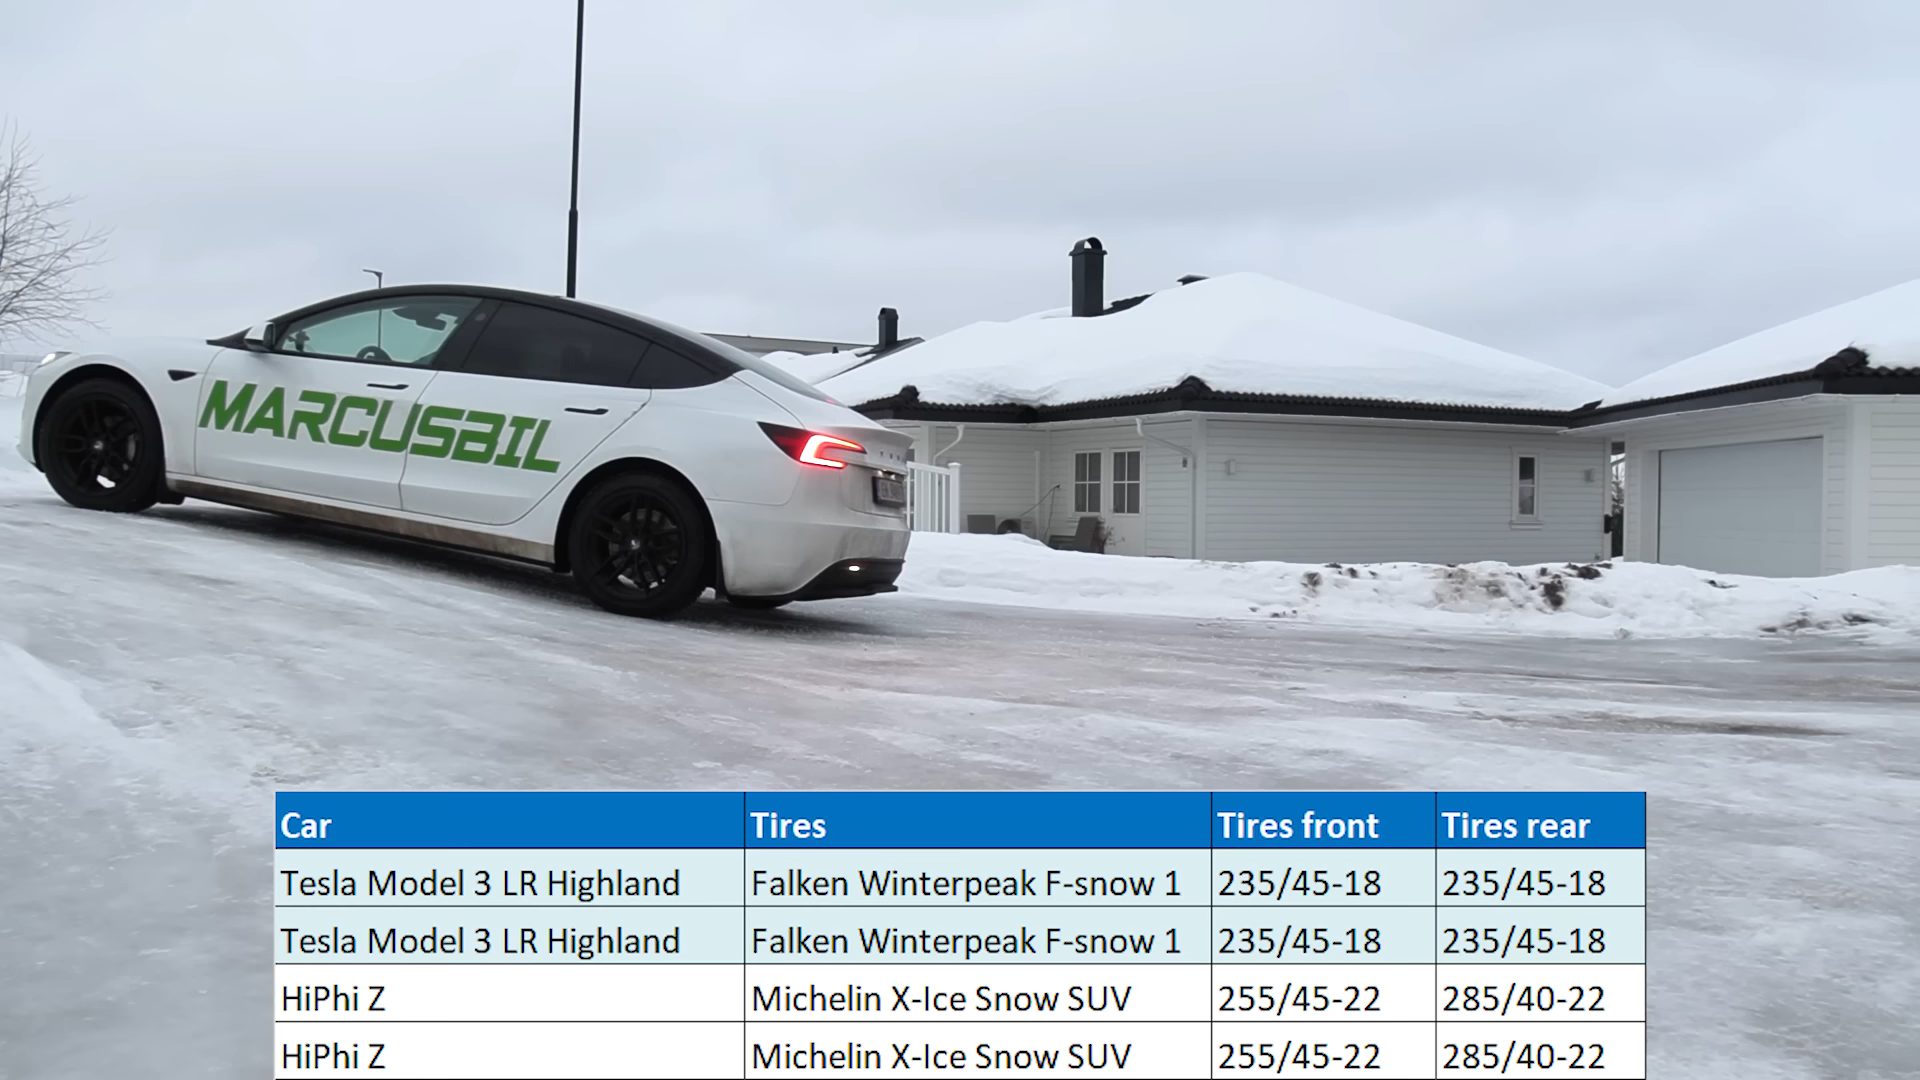 MARCUSBIL
Car Tires Tires front Tires rear
Tesla Model 3 LR Highland Falken Winterpeak F-snow 1 235/45-18 235/45-18
Tesla Model 3 LR Highland Falken Winterpeak F-snow 1 235/45-18 235/45-18
HiPhi Z Michelin X-Ice Snow SUV 255/45-22 285/40-22
HiPhi Z Michelin X-Ice Snow SUV 255/45-22 285/40-22